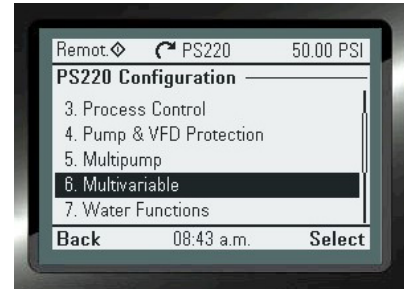 Remot. PS220 50.00 PSI
PS220 Configuration
3. Process Control
4. Pump & VFD Protection
5. Multipump
6. Multivariable
7. Water Functions
Back 08:43 a.m. Select